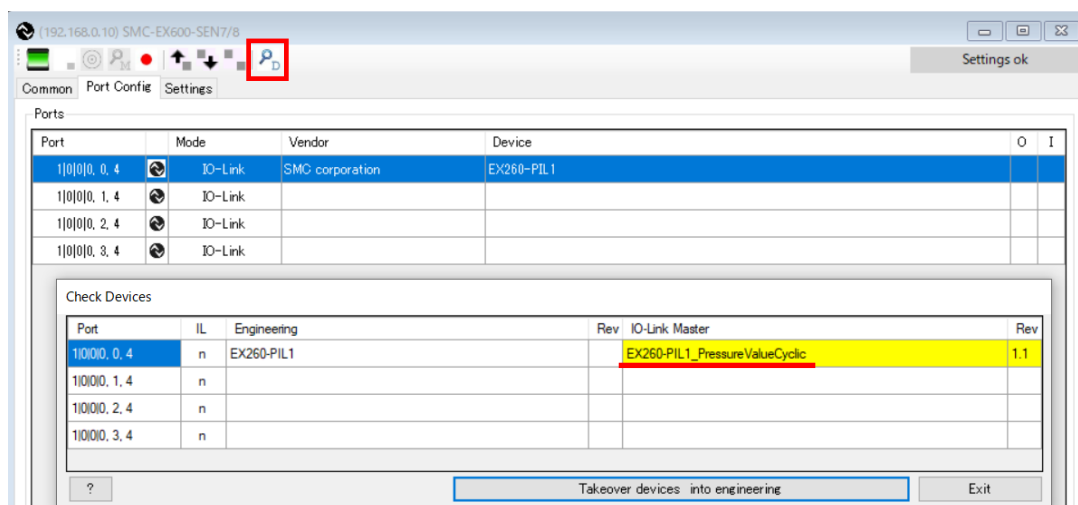 (192.168.0.10) SMC-EX600-SEN7/8
Settings ok
Common Port Config Settings
Ports
Port Mode Vendor Device O I
1|0|0|0, 0, 4 IO-Link SMC corporation EX260-PIL1
1|0|0|0, 1, 4 IO-Link
1|0|0|0, 2, 4 IO-Link
1|0|0|0, 3, 4 IO-Link
Check Devices
Port IL Engineering Rev IO-Link Master Rev
1|0|0|0, 0, 4 n EX260-PIL1 EX260-PIL1_PressureValueCyclic 1.1
1|0|0|0, 1, 4 n
1|0|0|0, 2, 4 n
1|0|0|0, 3, 4 n
? Takeover devices into engineering Exit